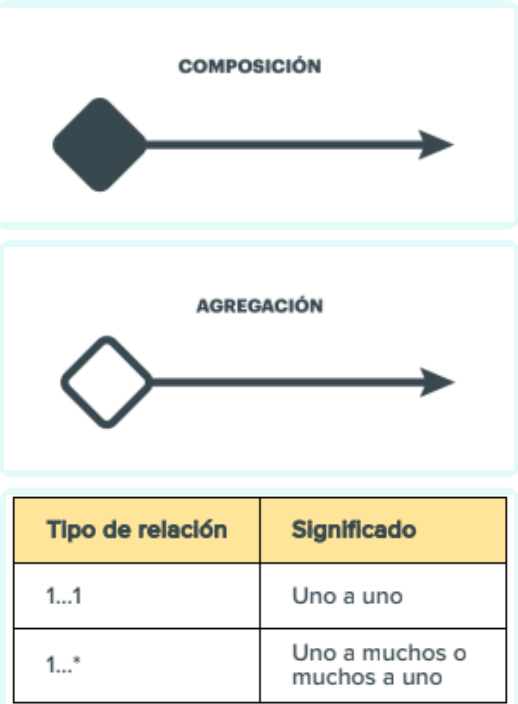 COMPOSICIÓN
AGREGACIÓN
Tipo de relación
Significado
1...1
Uno a uno
1...*
Uno a muchos o
muchos a uno